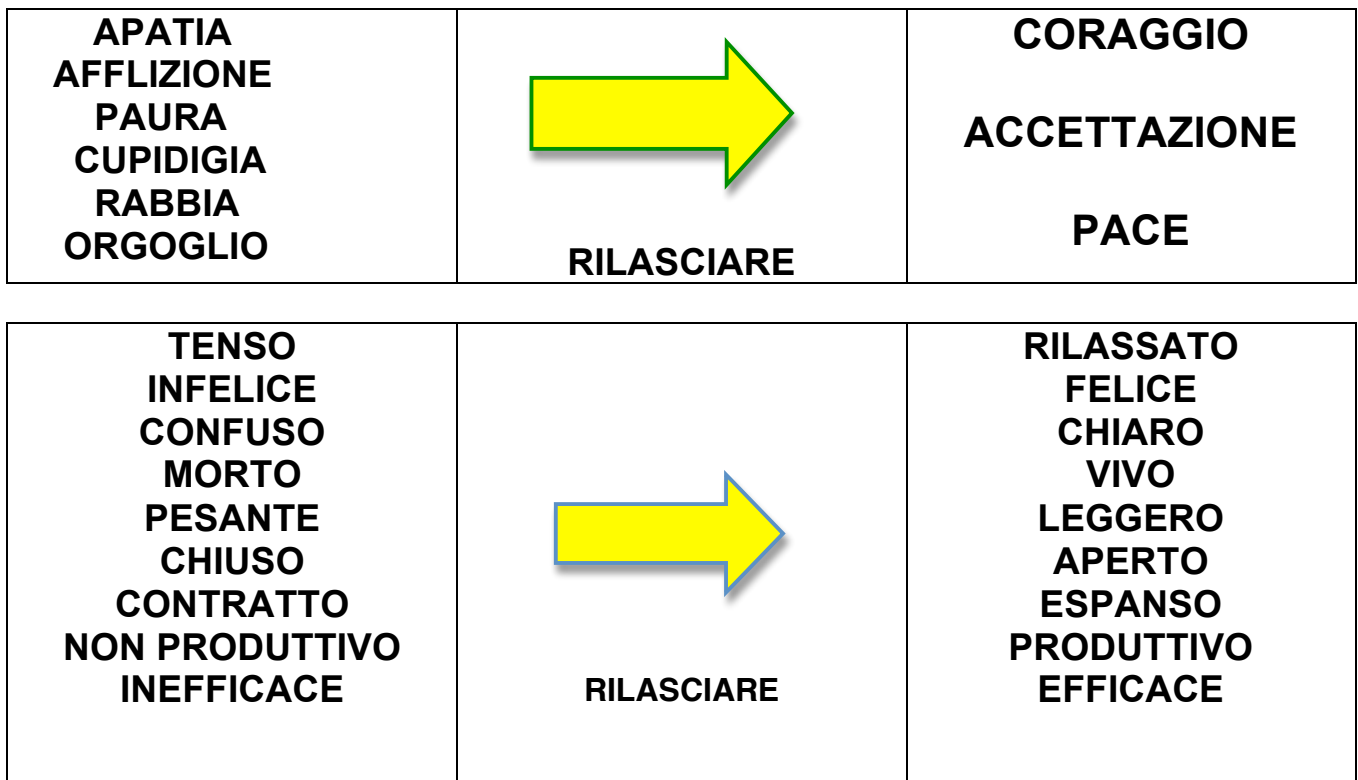 APATIA
AFFLIZIONE
PAURA
CUPIDIGIA
RABBIA
ORGOGLIO
RILASCIARE
CORAGGIO
ACCETTAZIONE
PACE
TENSO
INFELICE
CONFUSO
MORTO
PESANTE
CHIUSO
CONTRATTO
NON PRODUTTIVO
INEFFICACE
RILASCIARE
RILASSATO
FELICE
CHIARO
VIVO
LEGGERO
APERTO
ESPANSO
PRODUTTIVO
EFFICACE